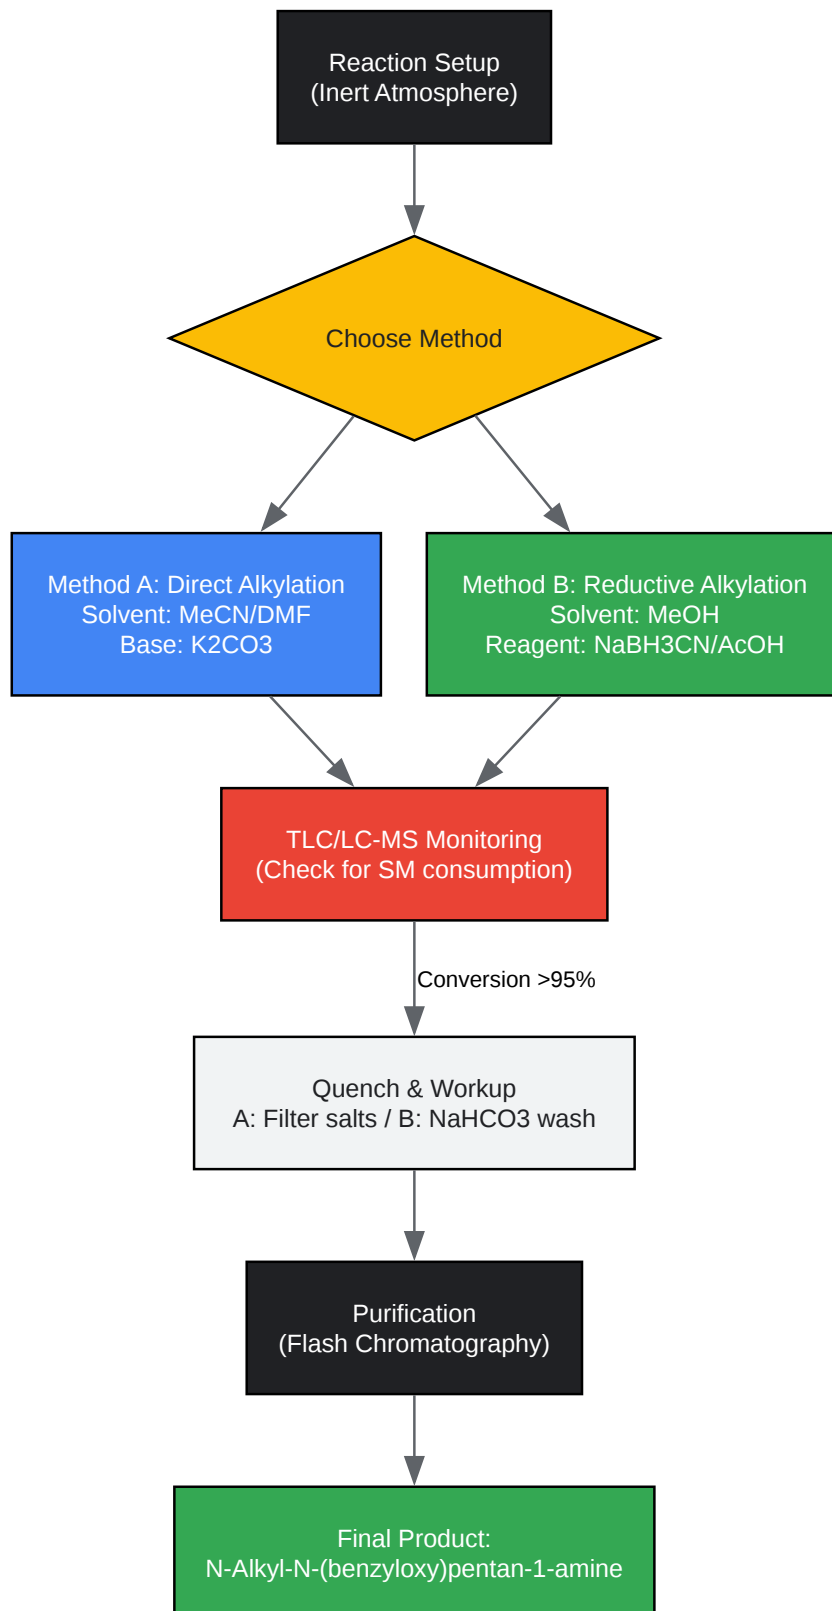 Reaction Setup
(Inert Atmosphere)
Choose Method
Method A: Direct Alkylation
Solvent: MeCN/DMF
Base: K2CO3
Method B: Reductive Alkylation
Solvent: MeOH
Reagent: NaBH3CN/AcOH
TLC/LC-MS Monitoring
(Check for SM consumption)
Conversion >95%
Quench & Workup
A: Filter salts / B: NaHCO3 wash
Purification
(Flash Chromatography)
Final Product:
N-Alkyl-N-(benzyloxy)pentan-1-amine